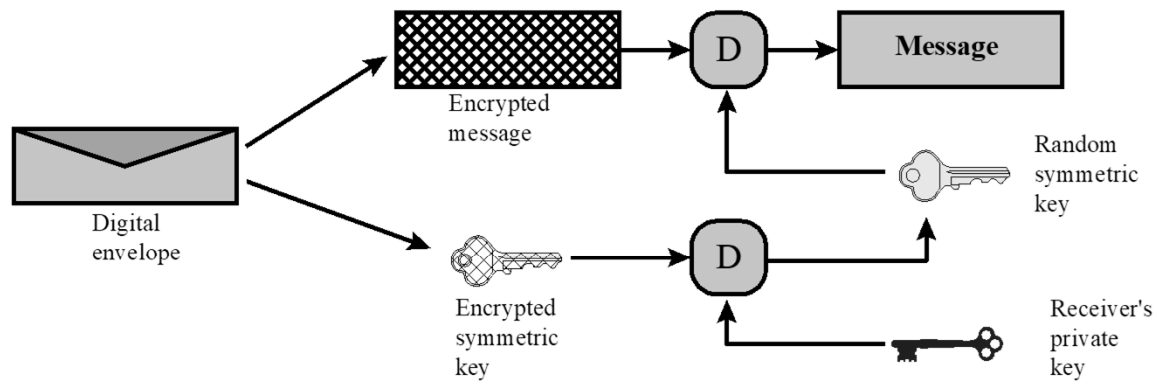 D
Message
Encrypted
message
Random
symmetric
key
Digital
envelope
D
Encrypted
symmetric
key
Receiver's
private
key